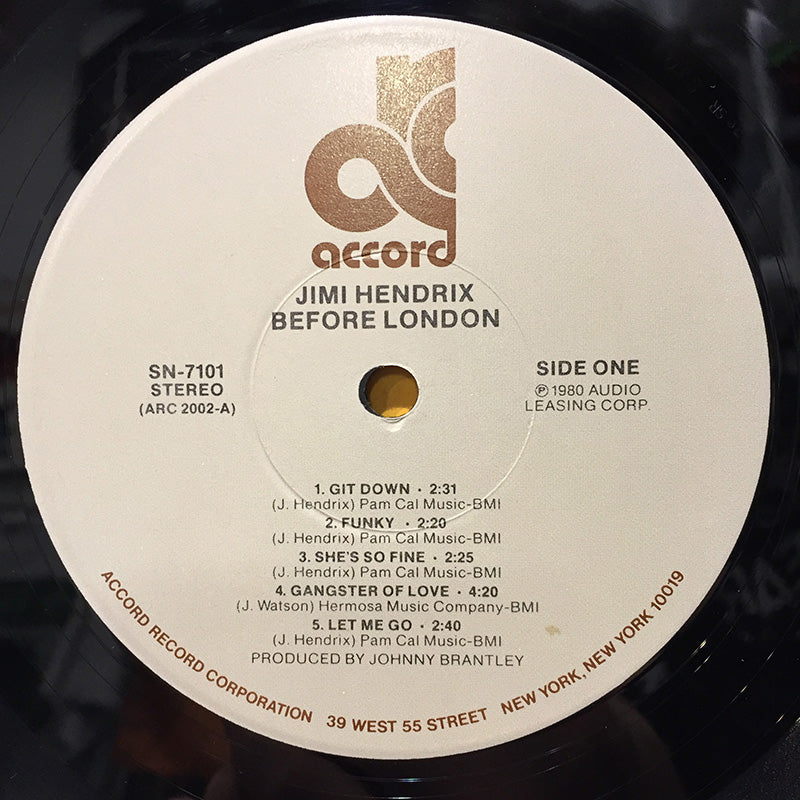 accord
JIMI HENDRIX
BEFORE LONDON
SN-7101
STEREO
(ARC 2002-A)
SIDE ONE
℗ 1980 AUDIO
LEASING CORP.
1. GIT DOWN · 2:31
(J. Hendrix) Pam Cal Music-BMI
2. FUNKY · 2:20
(J. Hendrix) Pam Cal Music-BMI
3. SHE'S SO FINE · 2:25
(J. Hendrix) Pam Cal Music-BMI
4. GANGSTER OF LOVE · 4:20
(J. Watson) Hermosa Music Company-BMI
5. LET ME GO · 2:40
(J. Hendrix) Pam Cal Music-BMI
PRODUCED BY JOHNNY BRANTLEY
ACCORD RECORD CORPORATION 39 WEST 55 STREET NEW YORK, NEW YORK 10019